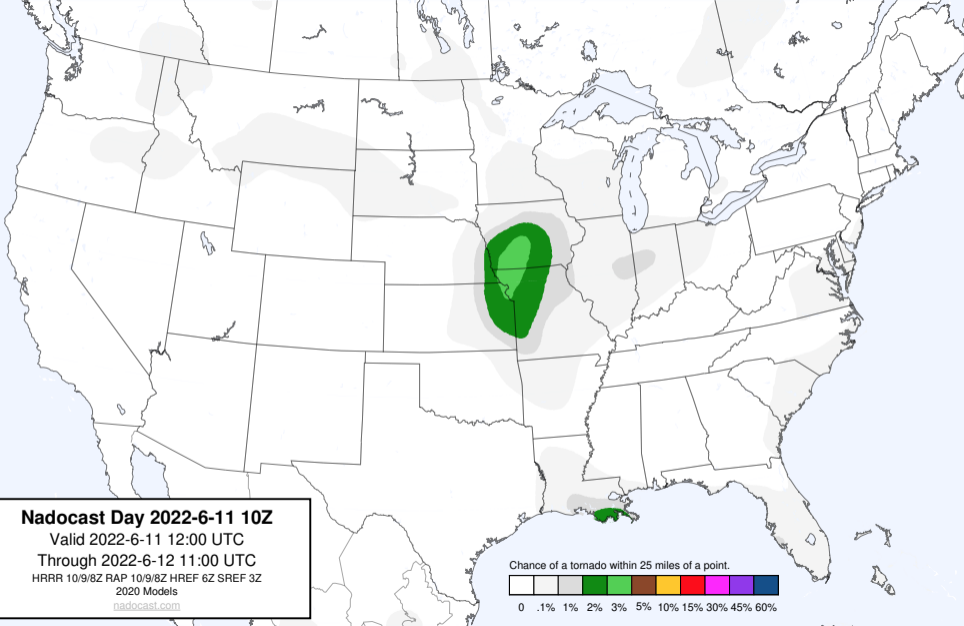 Nadocast Day 2022-6-11 10Z
Valid 2022-6-11 12:00 UTC
Through 2022-6-12 11:00 UTC
HRRR 10/9/8Z RAP 10/9/8Z HREF 6Z SREF 3Z
2020 Models
nadocast.com
Chance of a tornado within 25 miles of a point.
0 .1% 1% 2% 3% 5% 10% 15% 30% 45% 60%